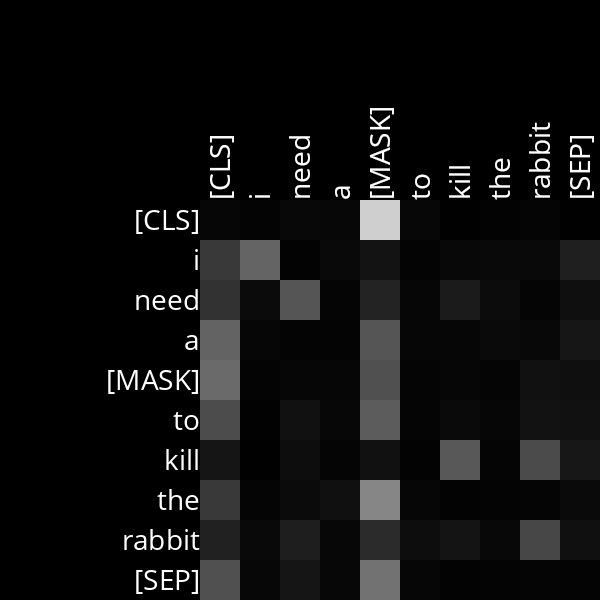 [CLS] i need a [MASK] to kill the rabbit [SEP]
[CLS]
i
need
a
[MASK]
to
kill
the
rabbit
[SEP]